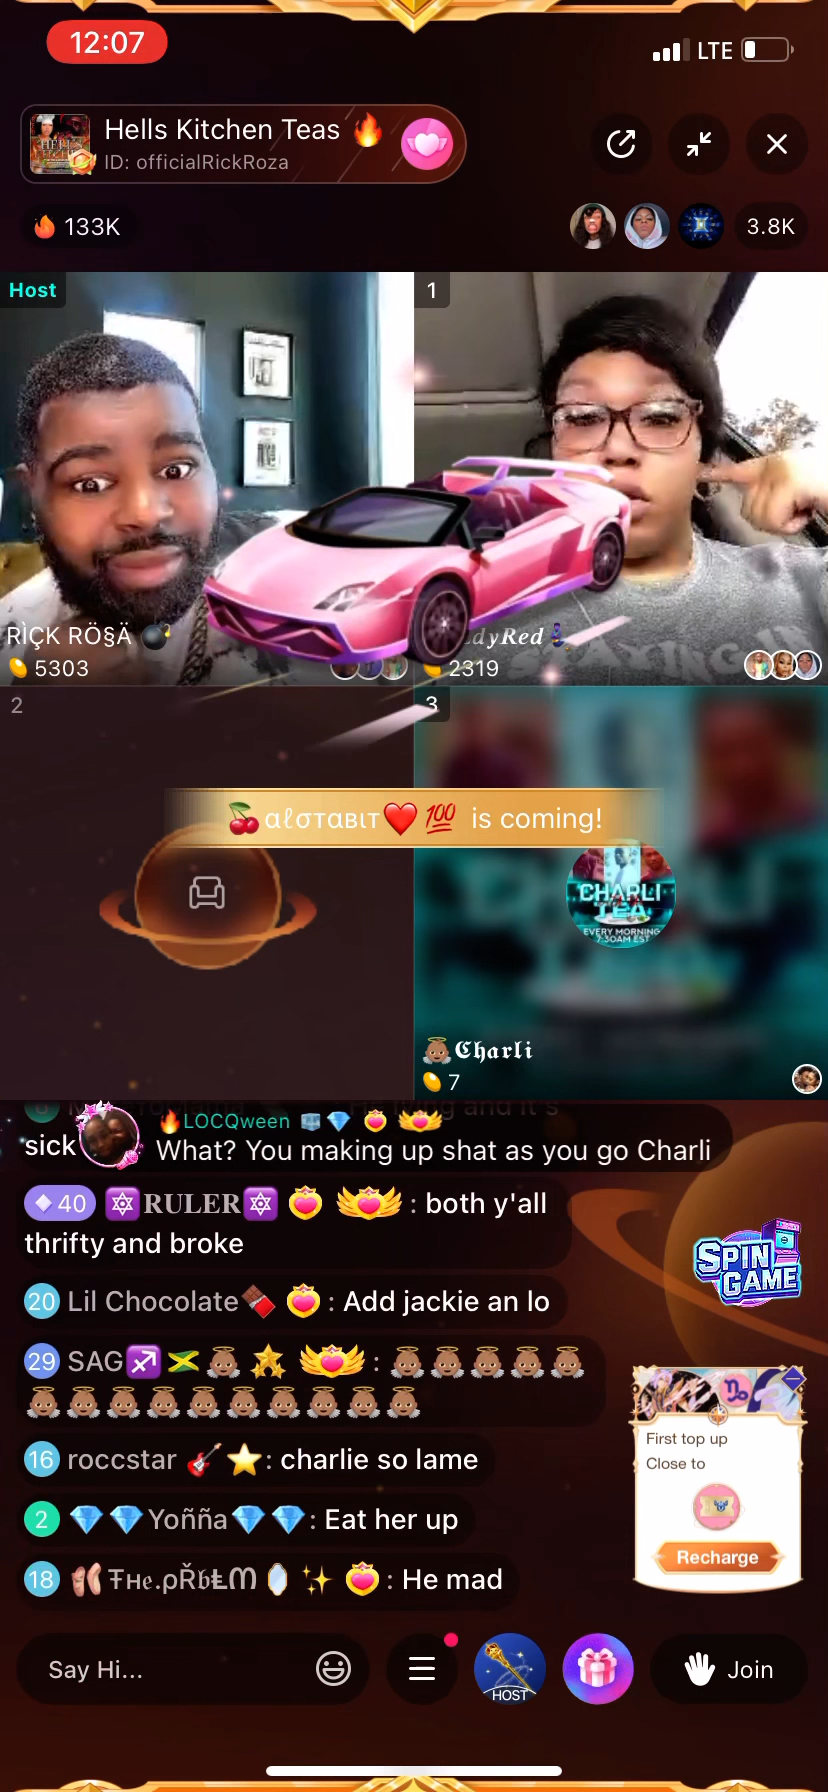 12:07
LTE
Hells Kitchen Teas 🔥
ID: officialRickRoza
🔥 133K
3.8K
Host
1
RÌÇK RÖ§Ä 💣
5303
dyRed🧞‍♂️
2319
2
3
🍒αℓσтαвιт❤️💯 is coming!
CHARLI
TEA
EVERY MORNING
7:30AM EST
👼🏽𝕮𝖍𝖆𝖗𝖑𝖎
7
sick
🔥LOCQween
What? You making up shat as you go Charli
40 🔯𝐑𝐔𝐋𝐄𝐑🔯 : both y'all
thrifty and broke
20 Lil Chocolate🍫 : Add jackie an lo
29 SAG♐🇯🇲👼🏽 : 👼🏽👼🏽👼🏽👼🏽👼🏽
👼🏽👼🏽👼🏽👼🏽👼🏽👼🏽👼🏽👼🏽👼🏽👼🏽
16 roccstar 🎸⭐: charlie so lame
2 💎💎Yoñña💎💎: Eat her up
18 : He mad
SPIN
GAME
First top up
Close to
Recharge
Say Hi...
HOST
Join